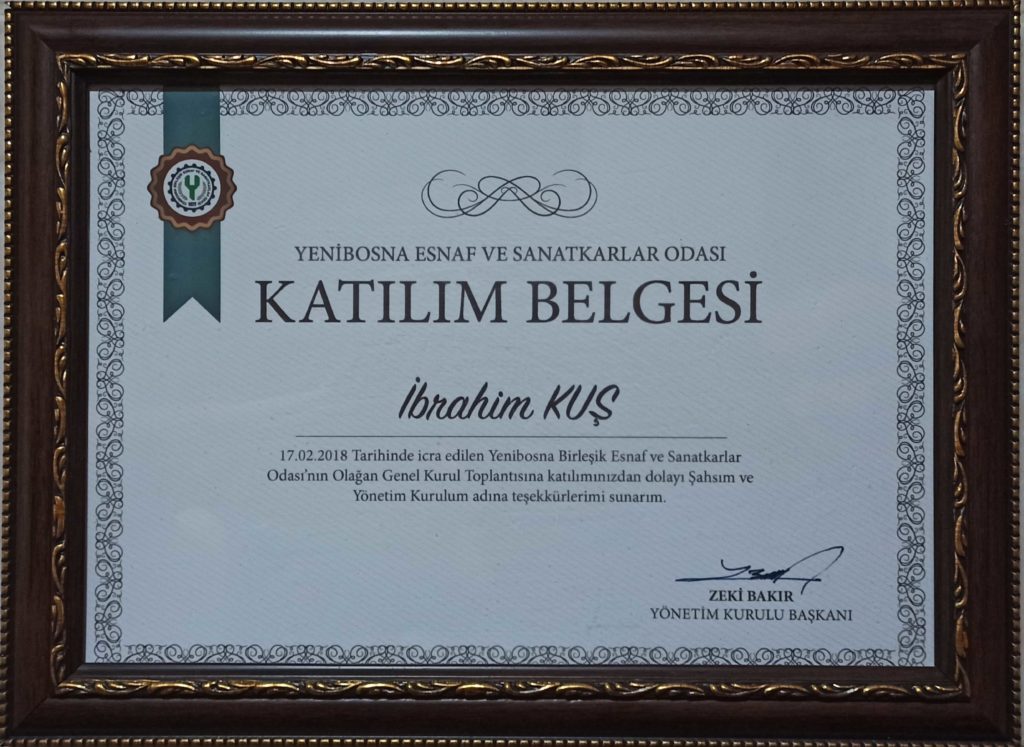 YENİBOSNA ESNAF VE SANATKARLAR ODASI
KATILIM BELGESİ
İbrahim KUŞ
17.02.2018 Tarihinde icra edilen Yenibosna Birleşik Esnaf ve Sanatkarlar
Odası'nın Olağan Genel Kurul Toplantısına katılımınızdan dolayı Şahsım ve
Yönetim Kurulum adına teşekkürlerimi sunarım.
ZEKİ BAKIR
YÖNETİM KURULU BAŞKANI